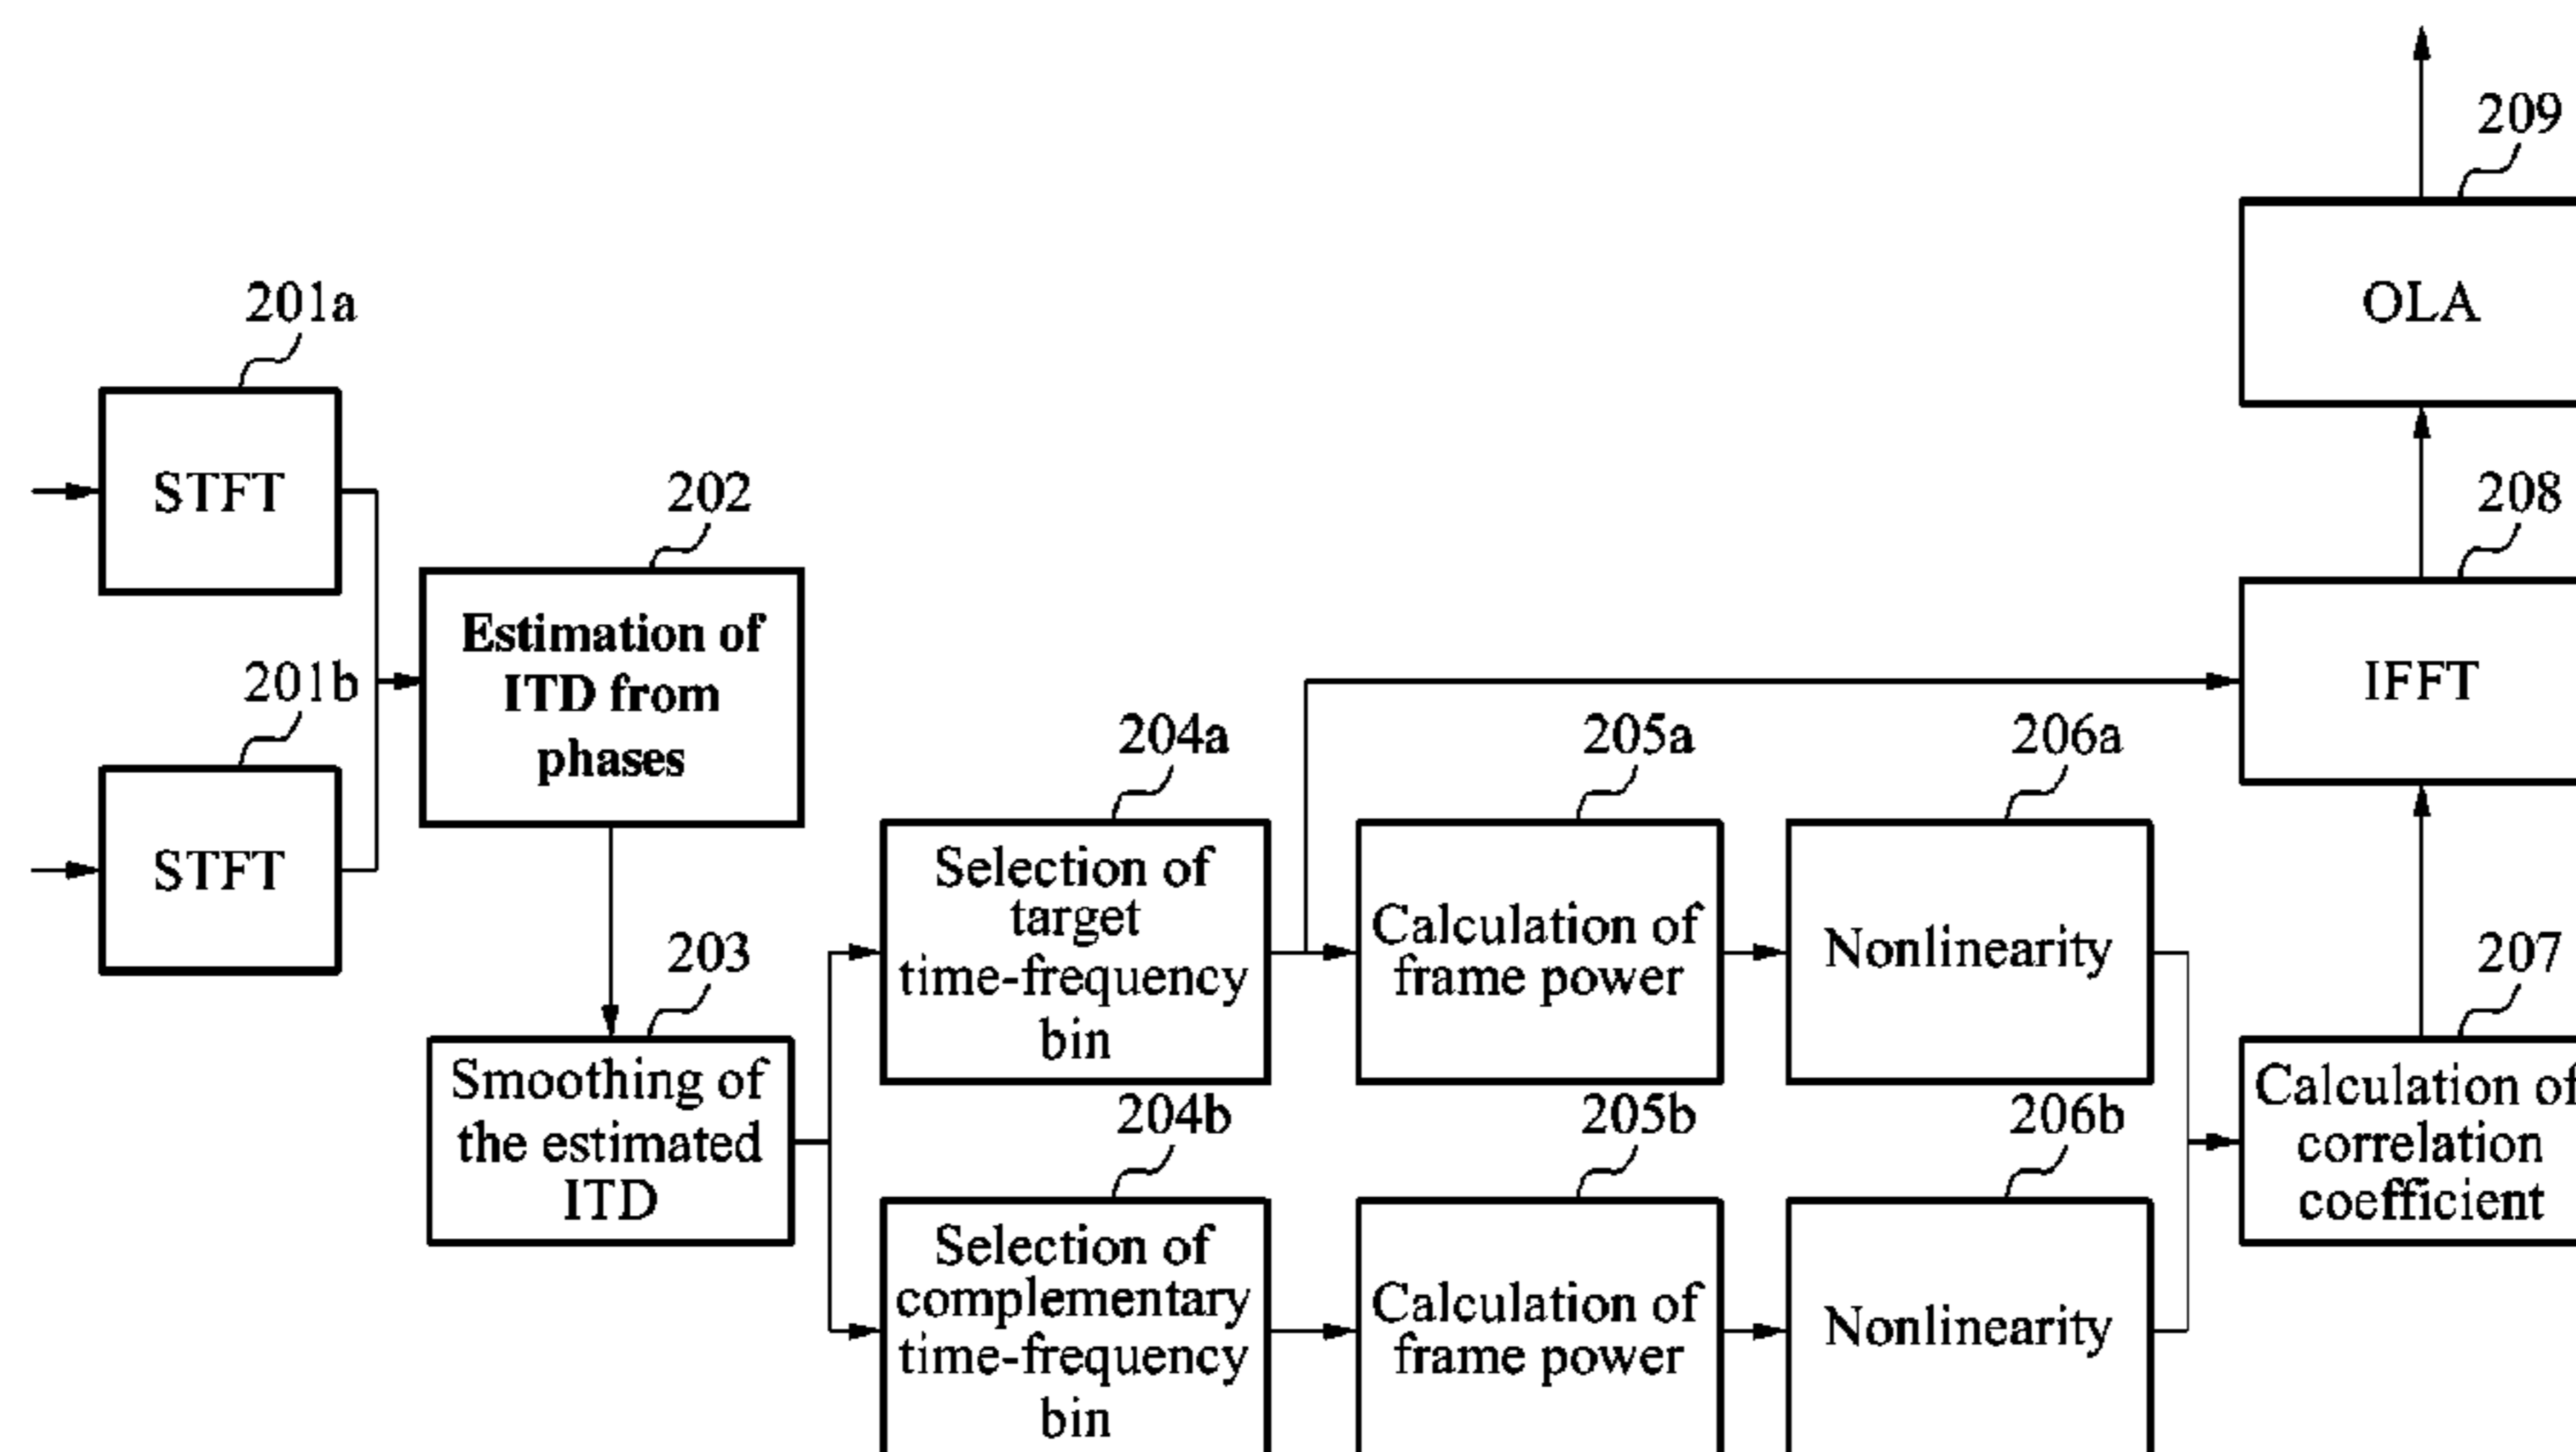 209
OLA
201a
STFT
202
208
Estimation of
ITD from
phases
IFFT
201b
STFT
204a
205a
206a
Selection of
target
time-frequency
bin
Calculation of
frame power
Nonlinearity
203
Smoothing of
the estimated
ITD
207
Calculation of
correlation
coefficient
204b
205b
206b
Selection of
complementary
time-frequency
bin
Calculation of
frame power
Nonlinearity